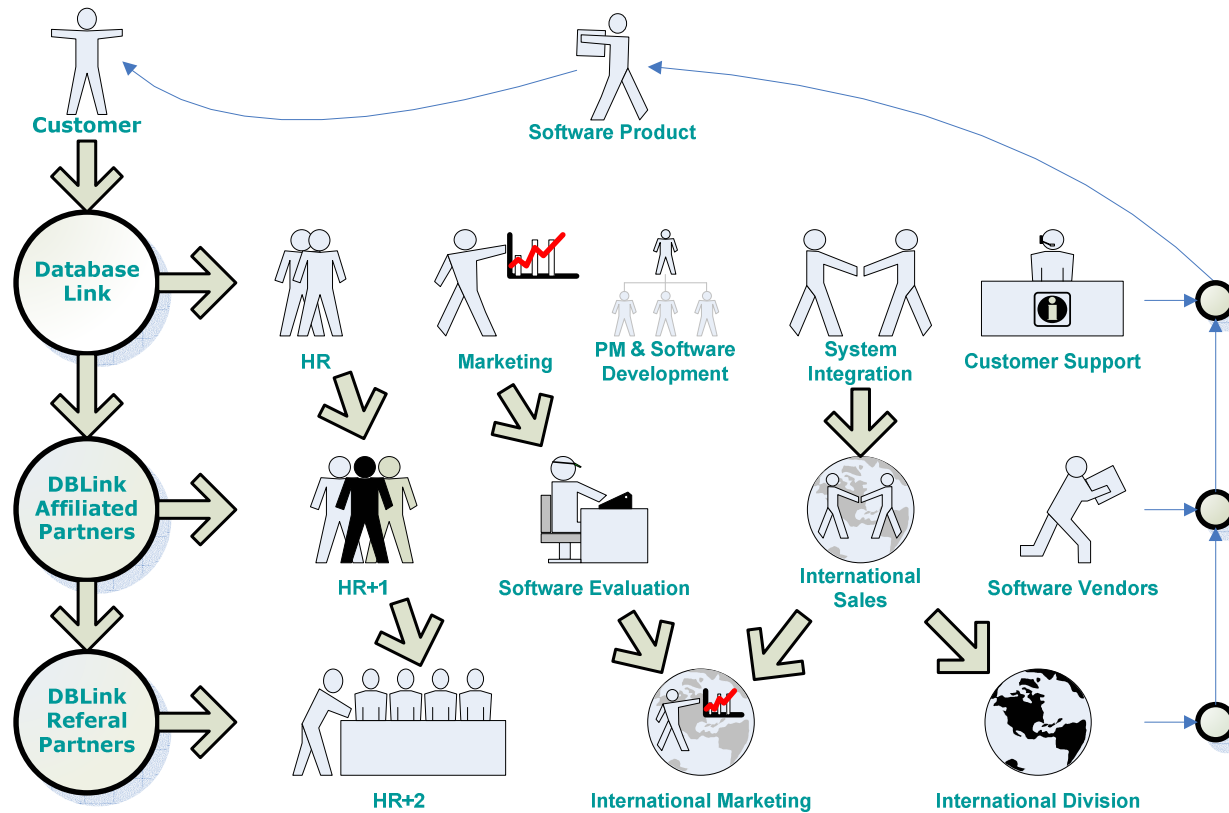 Customer
Software Product
Database
Link
HR
Marketing
PM & Software
Development
System
Integration
Customer Support
DBLink
Affiliated
Partners
HR+1
Software Evaluation
International
Sales
Software Vendors
DBLink
Referal
Partners
HR+2
International Marketing
International Division